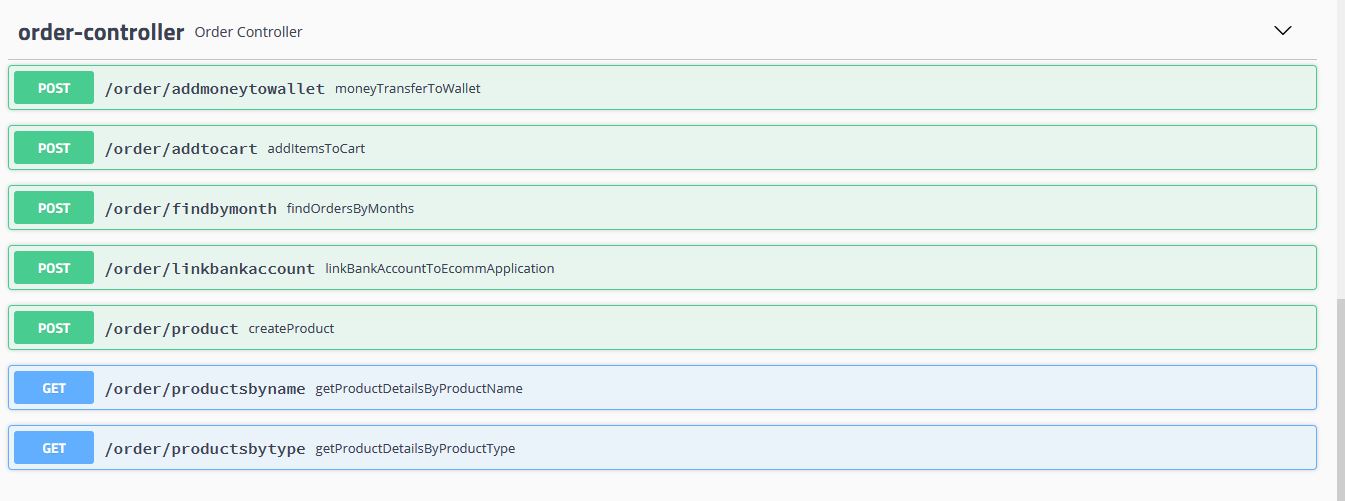 order-controller Order Controller
POST /order/addmoneytowallet moneyTransferToWallet
POST /order/addtocart addItemsToCart
POST /order/findbymonth findOrdersByMonths
POST /order/linkbankaccount linkBankAccountToEcommApplication
POST /order/product createProduct
GET /order/productsbyname getProductDetailsByProductName
GET /order/productsbytype getProductDetailsByProductType